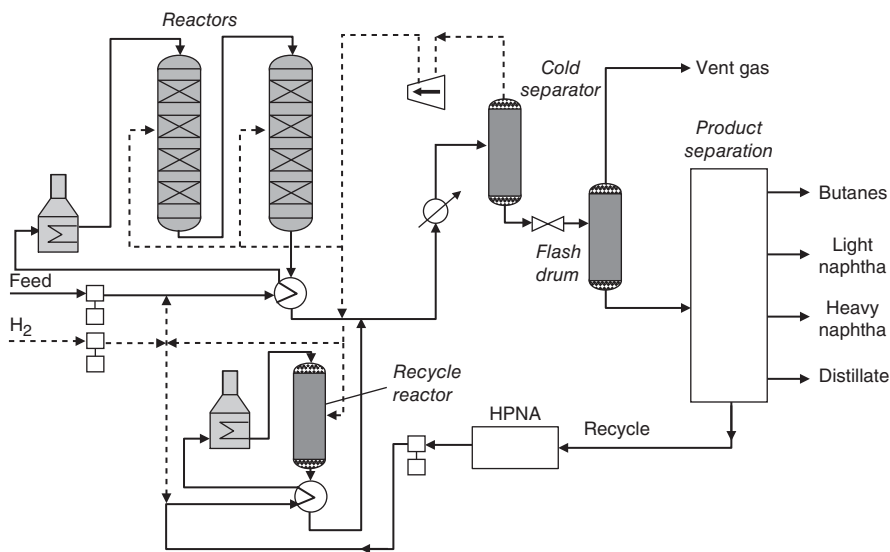 Reactors
Cold
separator
Vent gas
Product
separation
Butanes
Flash
drum
Light
naphtha
Feed
Heavy
naphtha
H2
Recycle
reactor
Distillate
HPNA
Recycle